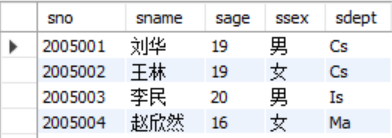 sno sname sage ssex sdept
2005001 刘华 19 男 Cs
2005002 王林 19 女 Cs
2005003 李民 20 男 Is
2005004 赵欣然 16 女 Ma